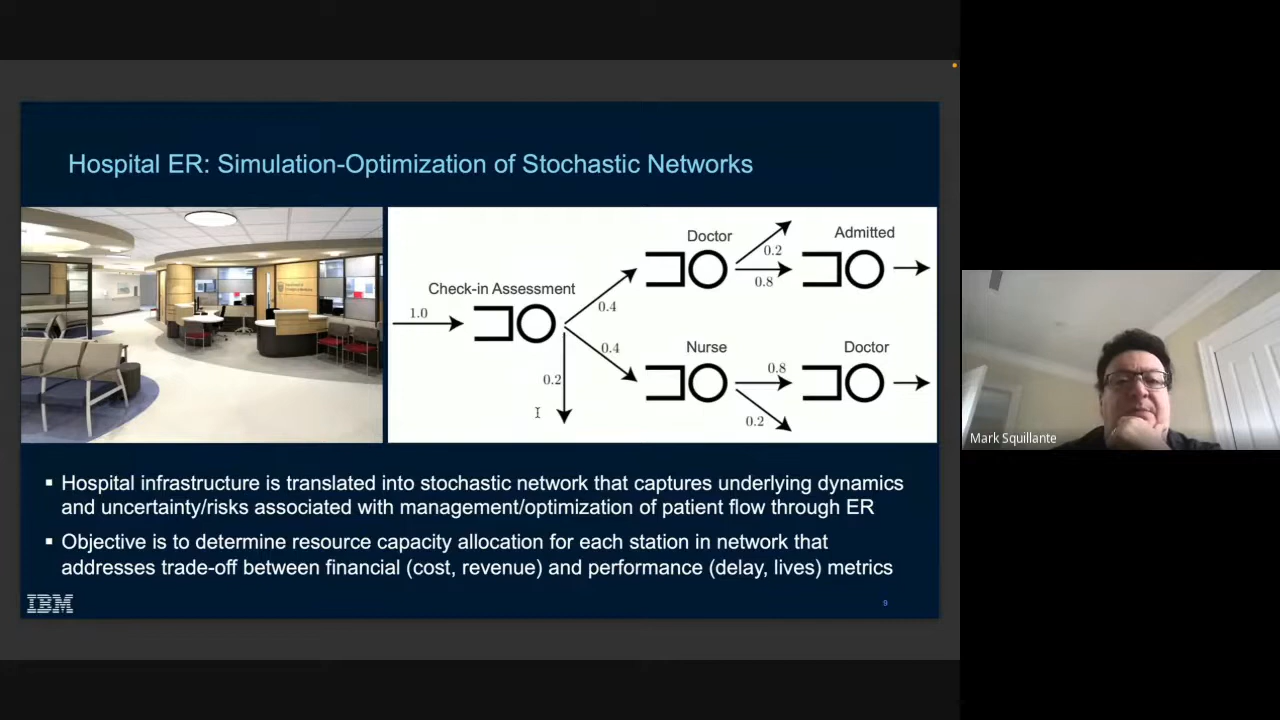 Hospital ER: Simulation-Optimization of Stochastic Networks
Doctor
0.2
0.8
Admitted
Check-in Assessment
1.0
0.4
0.4
0.2
Nurse
0.8
0.2
Doctor
▪ Hospital infrastructure is translated into stochastic network that captures underlying dynamics
and uncertainty/risks associated with management/optimization of patient flow through ER
▪ Objective is to determine resource capacity allocation for each station in network that
addresses trade-off between financial (cost, revenue) and performance (delay, lives) metrics
IBM
9
Mark Squillante